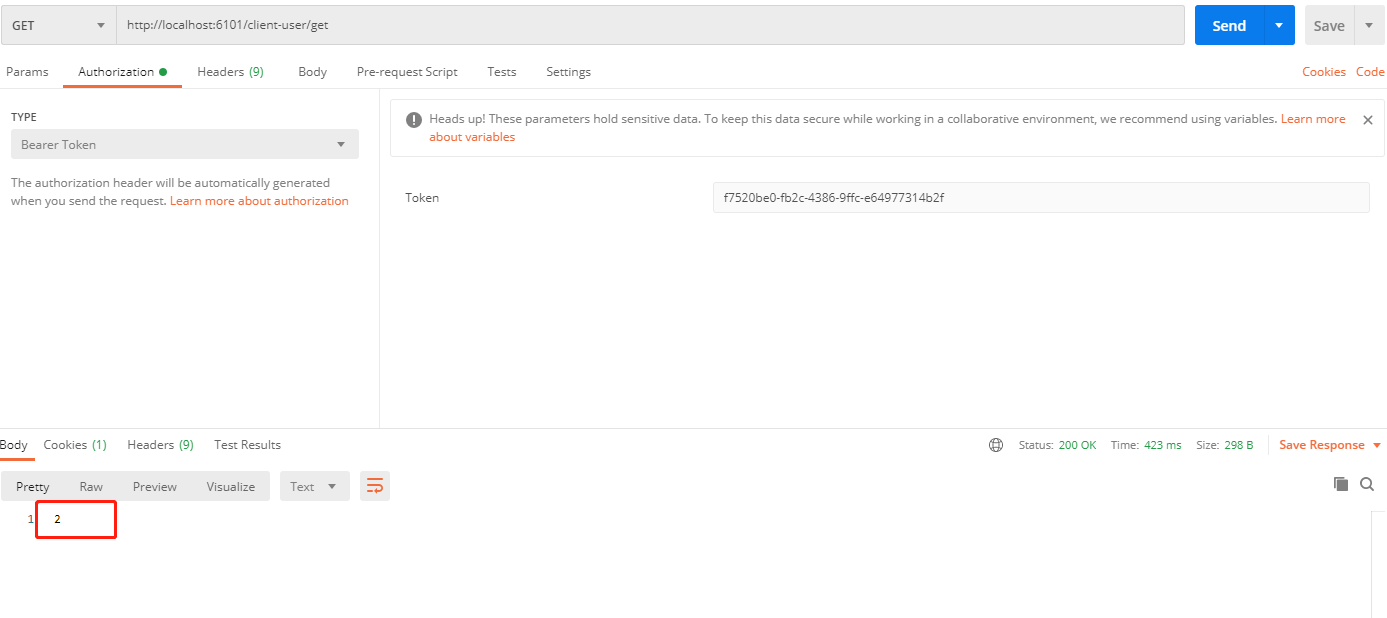 GET http://localhost:6101/client-user/get Send Save
Params Authorization Headers (9) Body Pre-request Script Tests Settings Cookies Code
TYPE
Bearer Token
The authorization header will be automatically generated
when you send the request. Learn more about authorization
Heads up! These parameters hold sensitive data. To keep this data secure while working in a collaborative environment, we recommend using variables. Learn more
about variables
Token f7520be0-fb2c-4386-9ffc-e64977314b2f
Body Cookies (1) Headers (9) Test Results Status: 200 OK Time: 423 ms Size: 298 B Save Response
Pretty Raw Preview Visualize Text
1 2